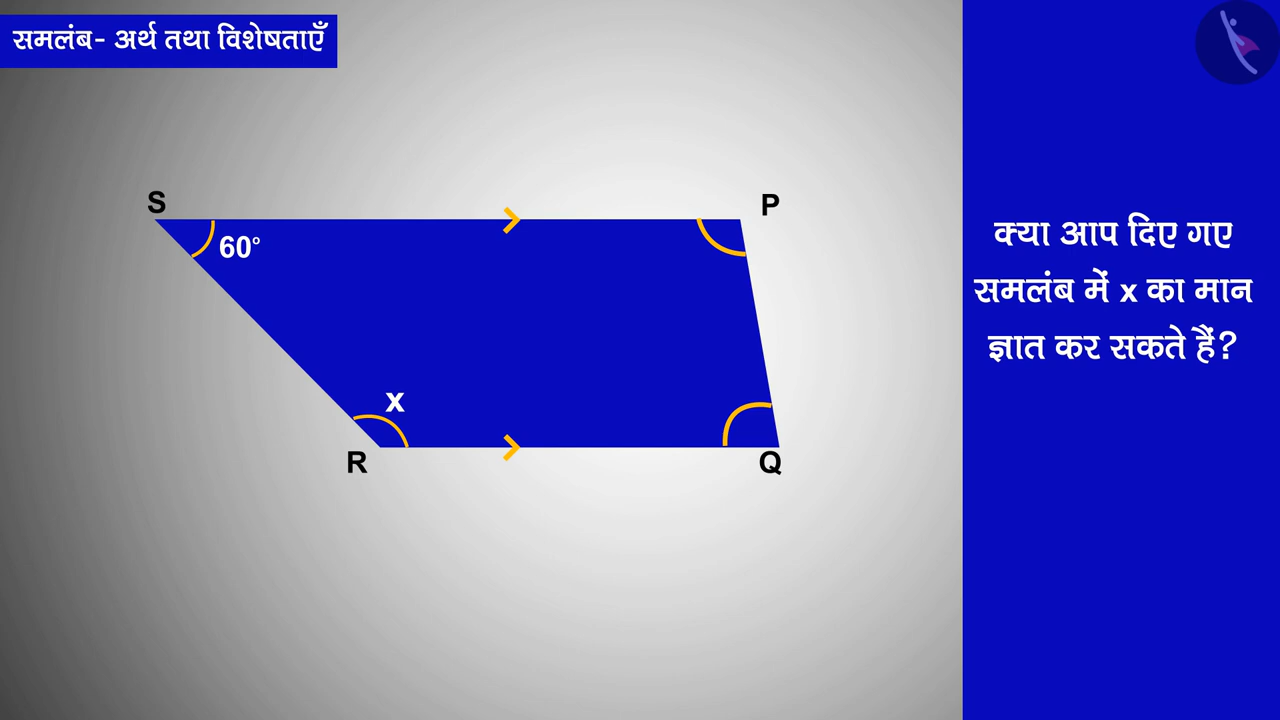 समलंब- अर्थ तथा विशेषताएँ
S
P
60°
x
R
Q
क्या आप दिए गए
समलंब में x का मान
ज्ञात कर सकते हैं?